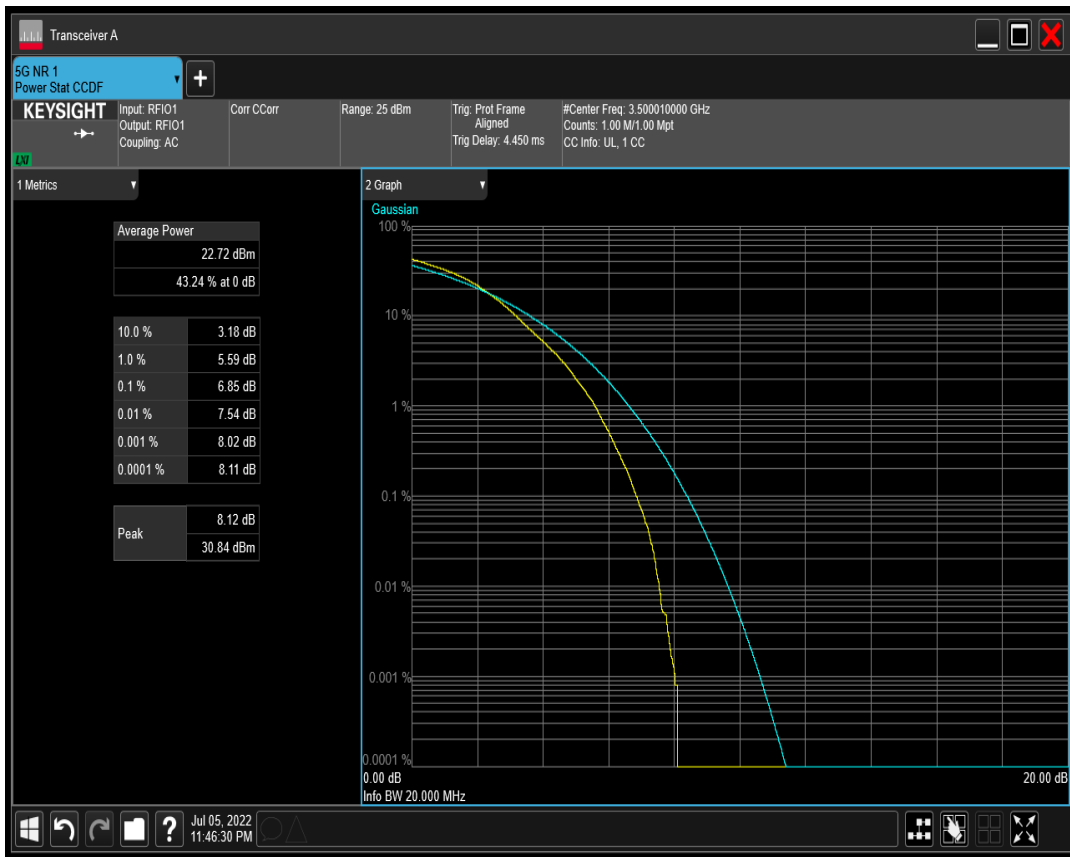 Transceiver A
5G NR 1
Power Stat CCDF
+
KEYSIGHT
LXI
Input: RFIO1
Output: RFIO1
Coupling: AC
Corr CCorr
Range: 25 dBm
Trig: Prot Frame
Aligned
Trig Delay: 4.450 ms
#Center Freq: 3.500010000 GHz
Counts: 1.00 M/1.00 Mpt
CC Info: UL, 1 CC
1 Metrics
Average Power
22.72 dBm
43.24 % at 0 dB
10.0 % 3.18 dB
1.0 % 5.59 dB
0.1 % 6.85 dB
0.01 % 7.54 dB
0.001 % 8.02 dB
0.0001 % 8.11 dB
Peak
8.12 dB
30.84 dBm
2 Graph
Gaussian
100 %
10 %
1 %
0.1 %
0.01 %
0.001 %
0.0001 %
0.00 dB 20.00 dB
Info BW 20.000 MHz
?
Jul 05, 2022
11:46:30 PM